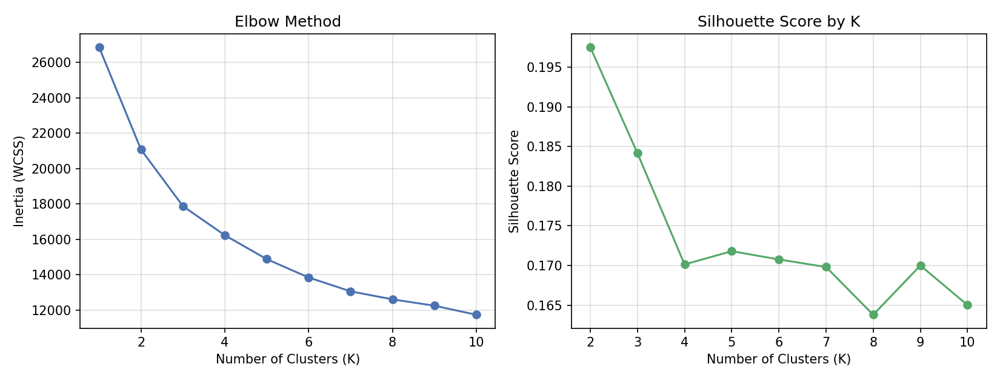 Elbow Method
Inertia (WCSS)
26000
24000
22000
20000
18000
16000
14000
12000
2 4 6 8 10
Number of Clusters (K)
Silhouette Score by K
Silhouette Score
0.195
0.190
0.185
0.180
0.175
0.170
0.165
2 3 4 5 6 7 8 9 10
Number of Clusters (K)